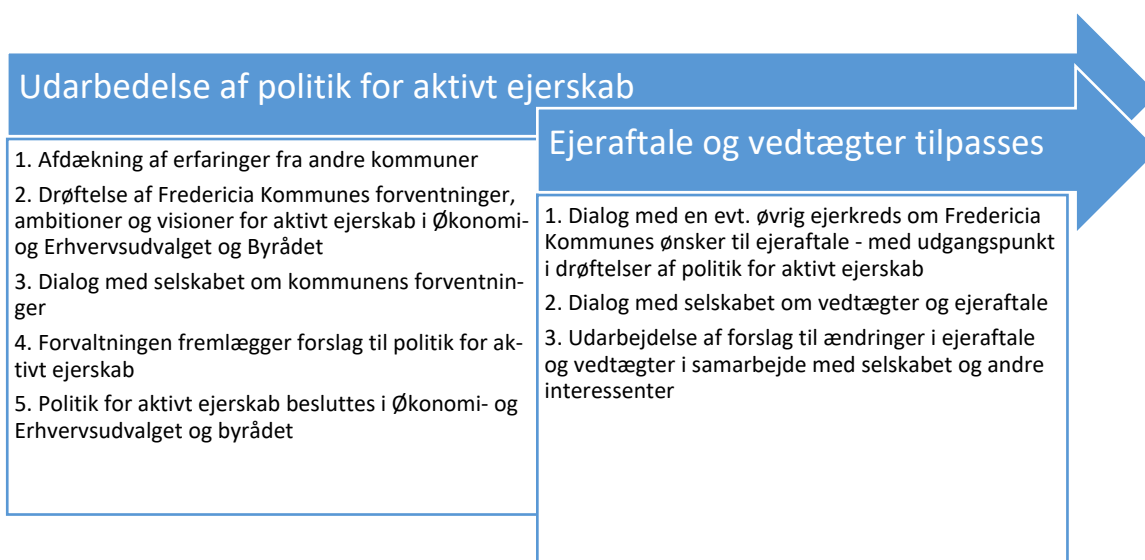 Udarbedelse af politik for aktivt ejerskab
1. Afdækning af erfaringer fra andre kommuner
2. Drøftelse af Fredericia Kommunes forventninger,
ambitioner og visioner for aktivt ejerskab i Økonomi-
og Erhvervsudvalget og Byrådet
3. Dialog med selskabet om kommunens forventnin-
ger
4. Forvaltningen fremlægger forslag til politik for ak-
tivt ejerskab
5. Politik for aktivt ejerskab besluttes i Økonomi- og
Erhvervsudvalget og byrådet
Ejeraftale og vedtægter tilpasses
1. Dialog med en evt. øvrig ejerkreds om Fredericia
Kommunes ønsker til ejeraftale - med udgangspunkt
i drøftelser af politik for aktivt ejerskab
2. Dialog med selskabet om vedtægter og ejeraftale
3. Udarbejdelse af forslag til ændringer i ejeraftale
og vedtægter i samarbejde med selskabet og andre
interessenter